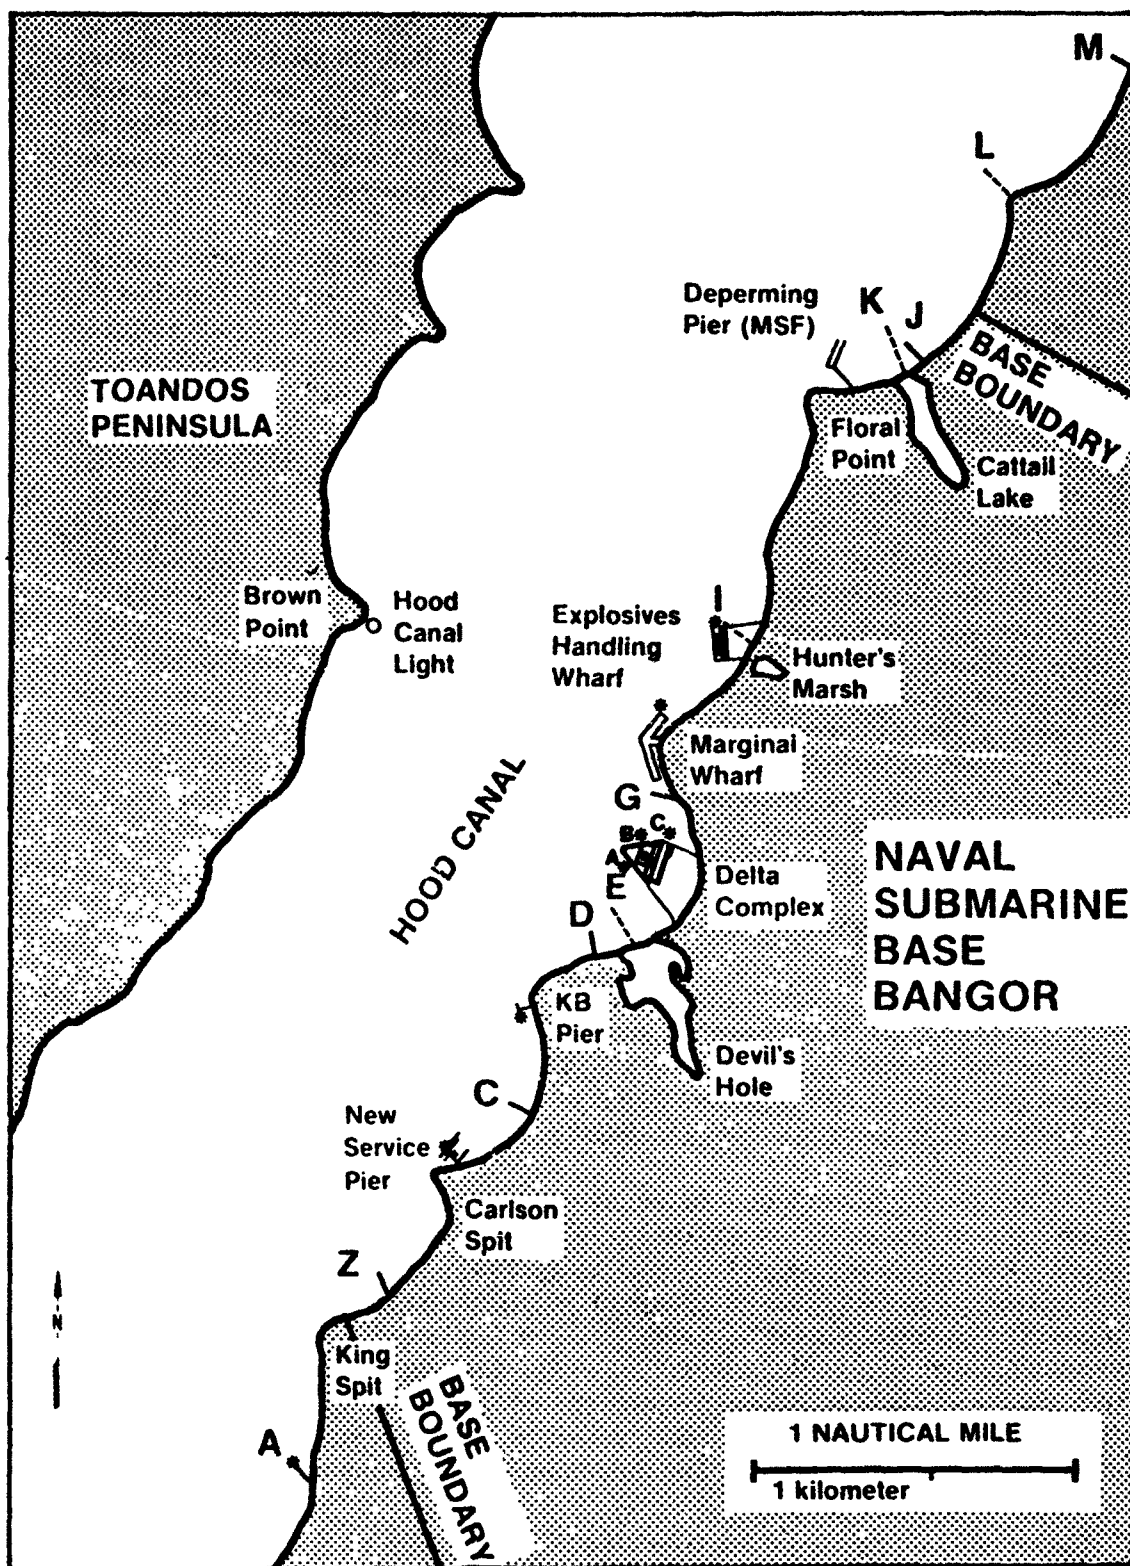 M
L
Deperming
Pier (MSF)
K
J
BASE
BOUNDARY
TOANDOS
PENINSULA
Floral
Point
Cattail
Lake
Brown
Point
Hood
Canal
Light
I
Explosives
Handling
Wharf
Hunter's
Marsh
Marginal
Wharf
G
B
C
A
E
D
HOOD CANAL
Delta
Complex
NAVAL
SUBMARINE
BASE
BANGOR
KB
Pier
Devil's
Hole
C
New
Service
Pier
Carlson
Spit
Z
N
King
Spit
BASE
BOUNDARY
A
1 NAUTICAL MILE
1 kilometer